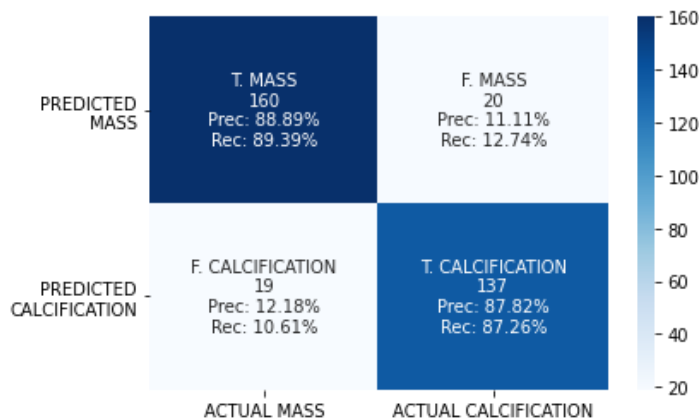 PREDICTED
MASS
T. MASS
160
Prec: 88.89%
Rec: 89.39%
F. MASS
20
Prec: 11.11%
Rec: 12.74%
PREDICTED
CALCIFICATION
F. CALCIFICATION
19
Prec: 12.18%
Rec: 10.61%
T. CALCIFICATION
137
Prec: 87.82%
Rec: 87.26%
ACTUAL MASS
ACTUAL CALCIFICATION
160
140
120
100
80
60
40
20